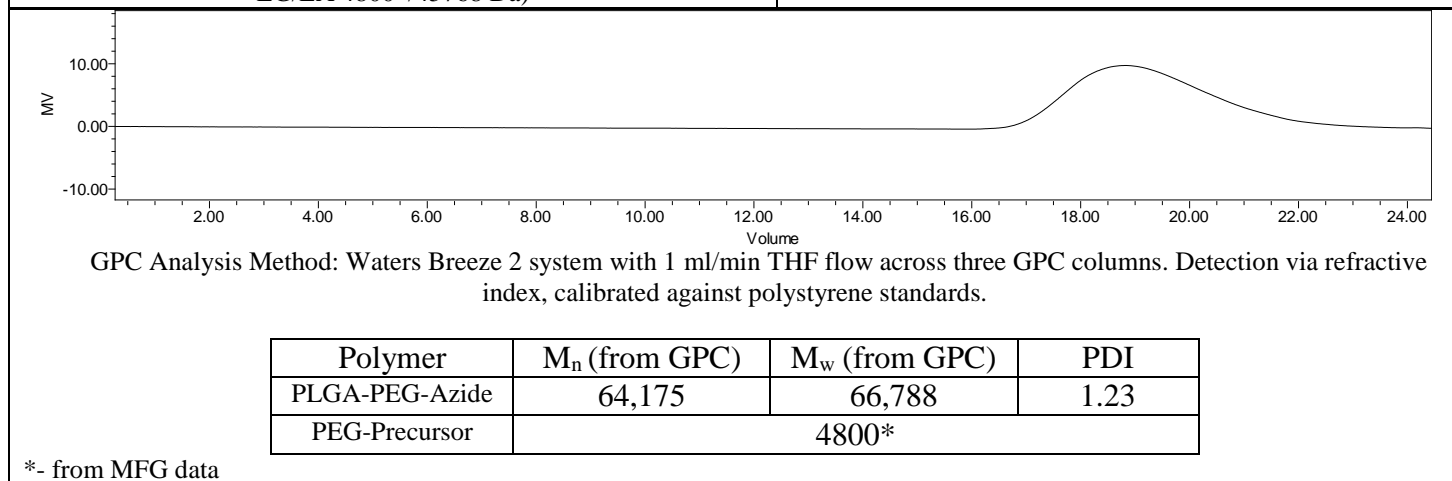 10.00
0.00
-10.00
MV
2.00 4.00 6.00 8.00 10.00 12.00 14.00 16.00 18.00 20.00 22.00 24.00
Volume
GPC Analysis Method: Waters Breeze 2 system with 1 ml/min THF flow across three GPC columns. Detection via refractive
index, calibrated against polystyrene standards.
Polymer Mn (from GPC) Mw (from GPC) PDI
PLGA-PEG-Azide 64,175 66,788 1.23
PEG-Precursor 4800*
*- from MFG data